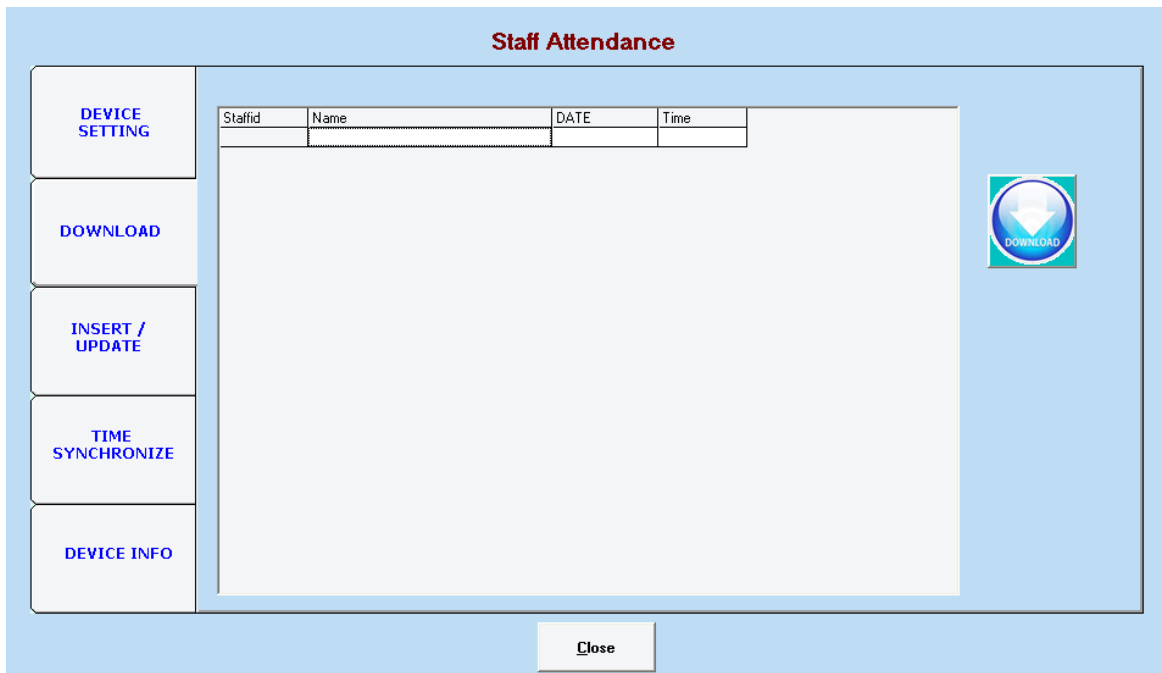 Staff Attendance
DEVICE
SETTING
DOWNLOAD
INSERT /
UPDATE
TIME
SYNCHRONIZE
DEVICE INFO
Staffid Name DATE Time
DOWNLOAD
Close